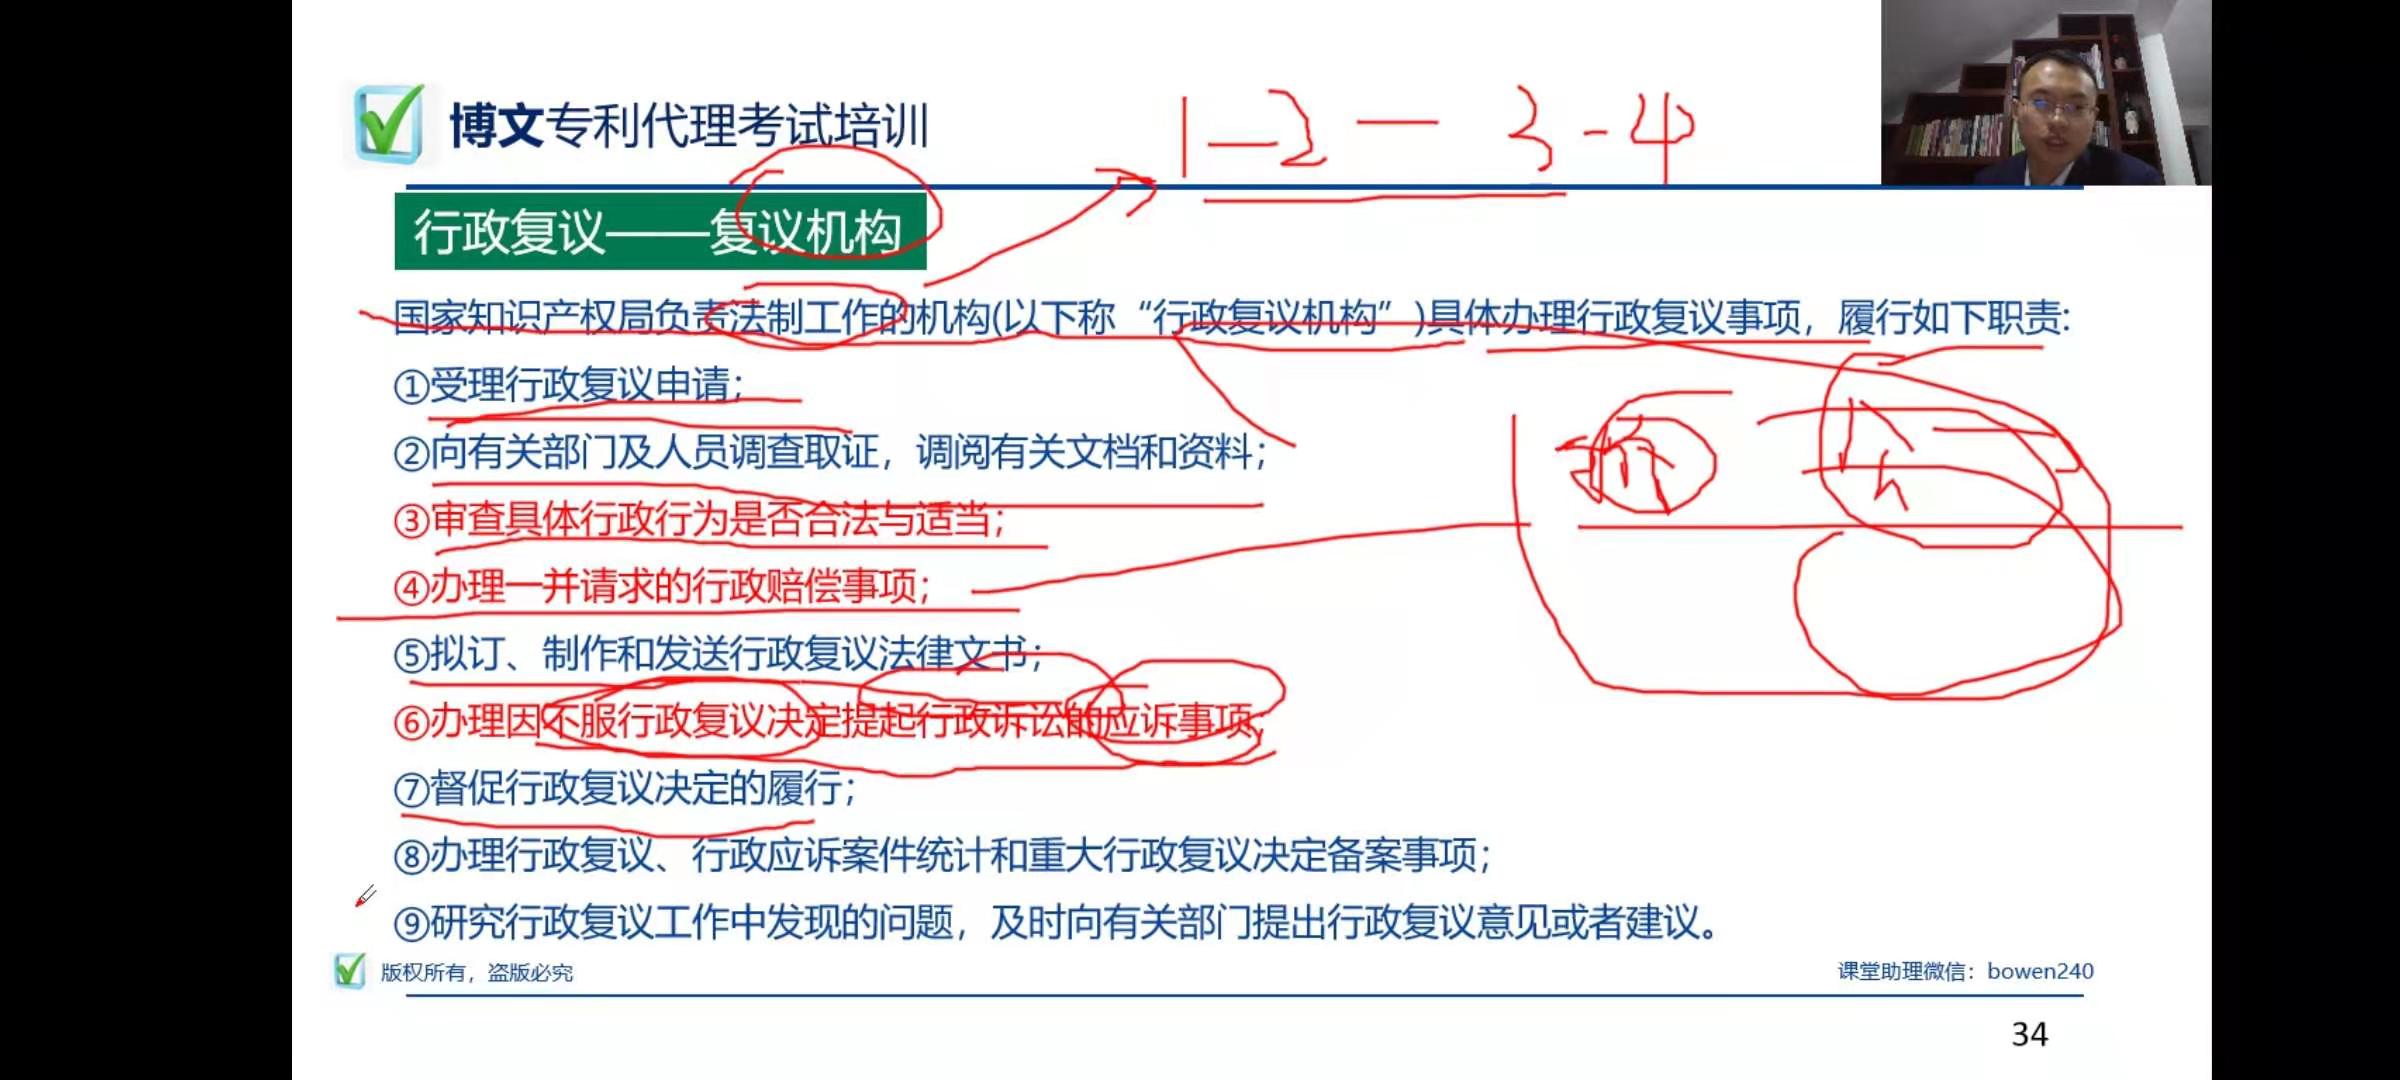 博文专利代理考试培训
1—2—3-4
行政复议——复议机构
国家知识产权局负责法制工作的机构(以下称“行政复议机构”)具体办理行政复议事项，履行如下职责:
①受理行政复议申请；
②向有关部门及人员调查取证，调阅有关文档和资料；
③审查具体行政行为是否合法与适当；
④办理一并请求的行政赔偿事项；
⑤拟订、制作和发送行政复议法律文书；
⑥办理因不服行政复议决定提起行政诉讼的应诉事项；
⑦督促行政复议决定的履行；
⑧办理行政复议、行政应诉案件统计和重大行政复议决定备案事项；
⑨研究行政复议工作中发现的问题，及时向有关部门提出行政复议意见或者建议。
版权所有，盗版必究
课堂助理微信：bowen240
34